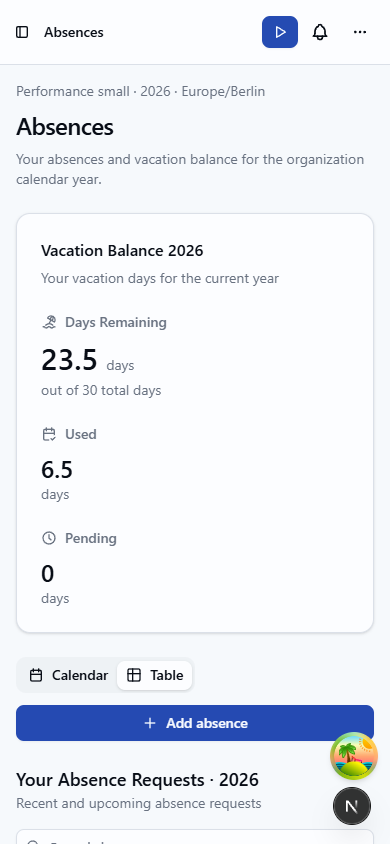 Absences
Performance small · 2026 · Europe/Berlin
Absences
Your absences and vacation balance for the organization
calendar year.
Vacation Balance 2026
Your vacation days for the current year
Days Remaining
23.5 days
out of 30 total days
Used
6.5
days
Pending
0
days
Calendar Table
Add absence
Your Absence Requests · 2026
Recent and upcoming absence requests
N